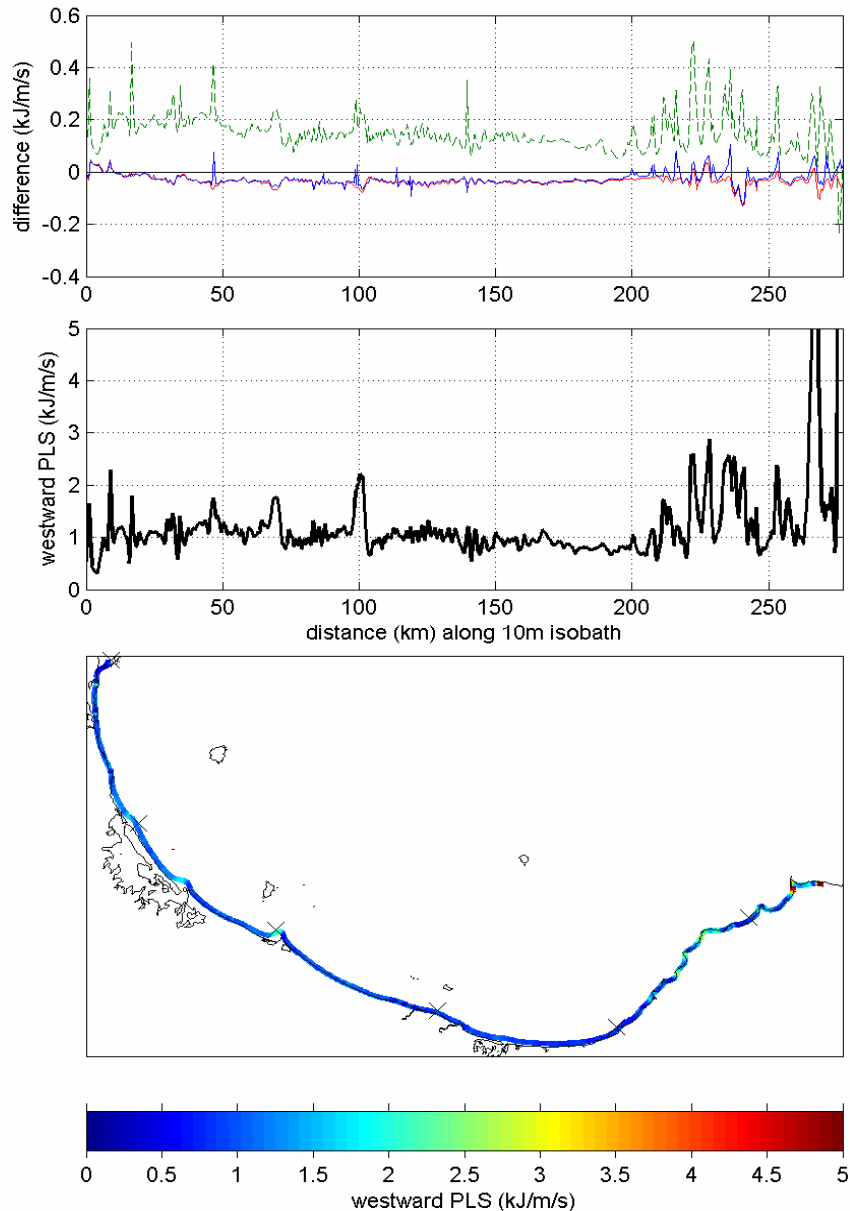 0.6
0.4
0.2
0
-0.2
-0.4
difference (kJ/m/s)
0 50 100 150 200 250
5
4
3
2
1
0
westward PLS (kJ/m/s)
0 50 100 150 200 250
distance (km) along 10m isobath
0 0.5 1 1.5 2 2.5 3 3.5 4 4.5 5
westward PLS (kJ/m/s)